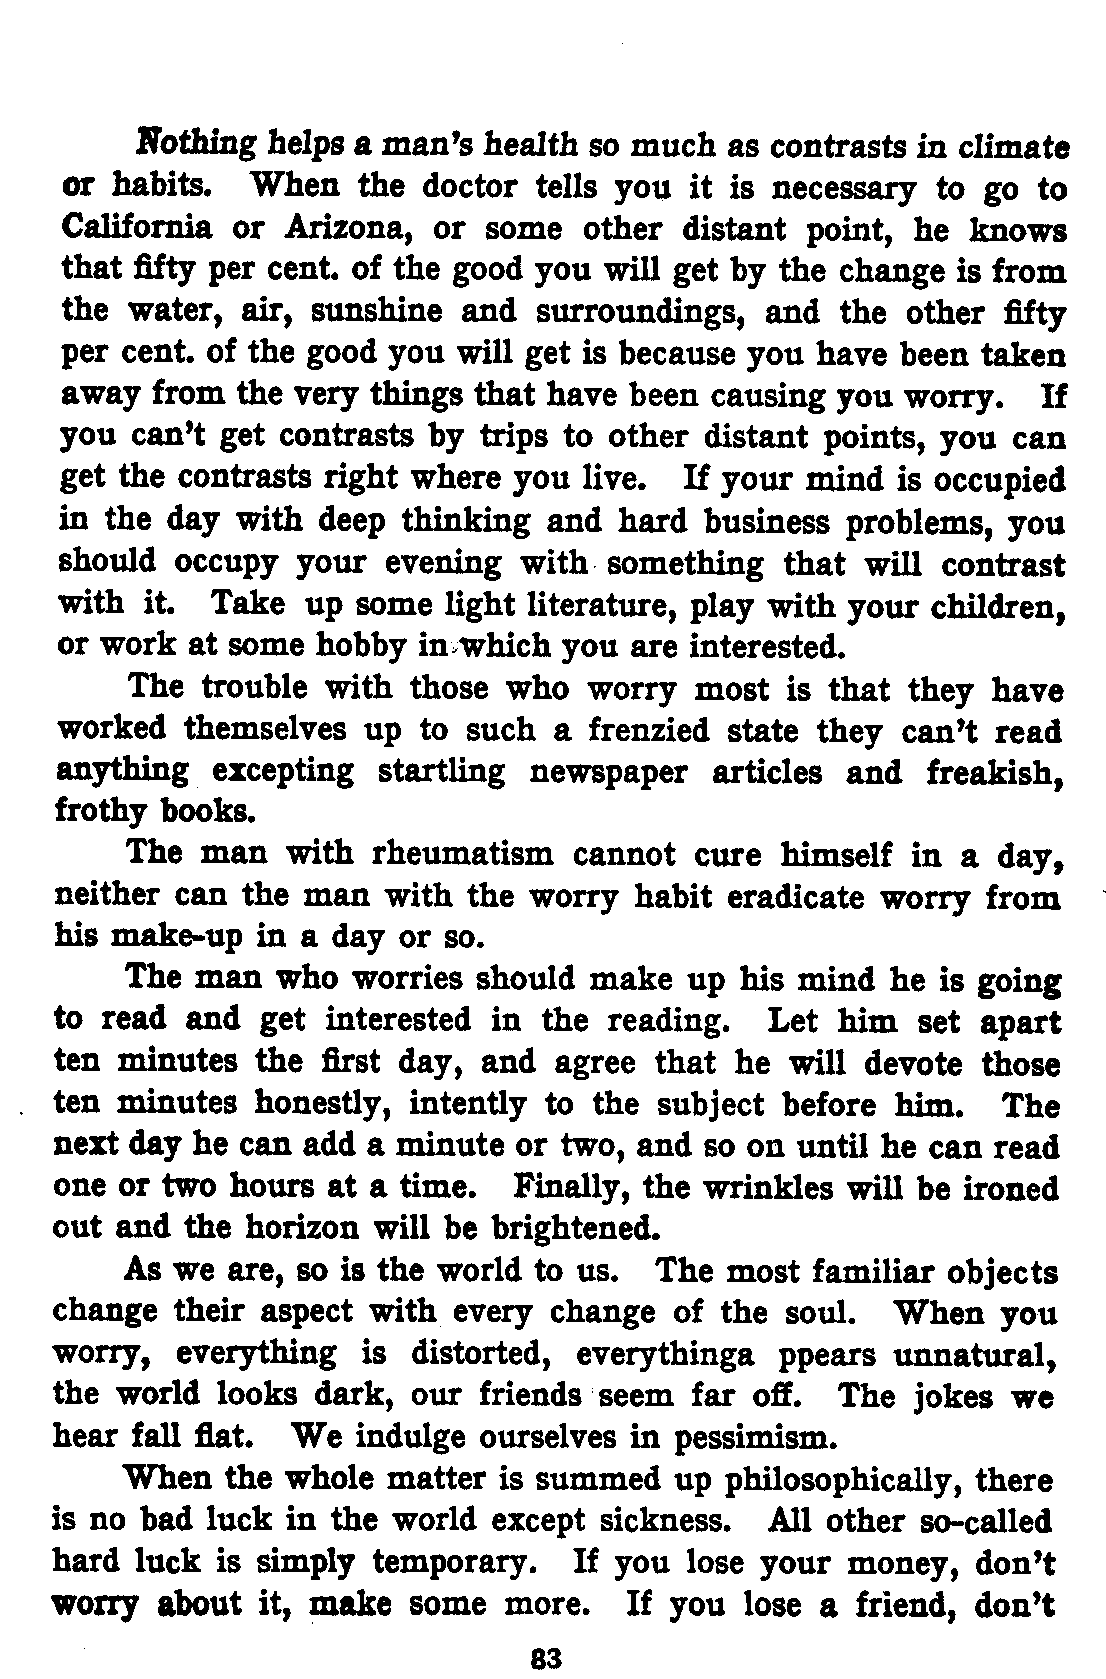 Nothing helps a man's health so much as contrasts in climate
or habits. When the doctor tells you it is necessary to go to
California or Arizona, or some other distant point, he knows
that fifty per cent. of the good you will get by the change is from
the water, air, sunshine and surroundings, and the other fifty
per cent. of the good you will get is because you have been taken
away from the very things that have been causing you worry. If
you can't get contrasts by trips to other distant points, you can
get the contrasts right where you live. If your mind is occupied
in the day with deep thinking and hard business problems, you
should occupy your evening with something that will contrast
with it. Take up some light literature, play with your children,
or work at some hobby in which you are interested.
The trouble with those who worry most is that they have
worked themselves up to such a frenzied state they can't read
anything excepting startling newspaper articles and freakish,
frothy books.
The man with rheumatism cannot cure himself in a day,
neither can the man with the worry habit eradicate worry from
his make-up in a day or so.
The man who worries should make up his mind he is going
to read and get interested in the reading. Let him set apart
ten minutes the first day, and agree that he will devote those
ten minutes honestly, intently to the subject before him. The
next day he can add a minute or two, and so on until he can read
one or two hours at a time. Finally, the wrinkles will be ironed
out and the horizon will be brightened.
As we are, so is the world to us. The most familiar objects
change their aspect with every change of the soul. When you
worry, everything is distorted, everythinga ppears unnatural,
the world looks dark, our friends seem far off. The jokes we
hear fall flat. We indulge ourselves in pessimism.
When the whole matter is summed up philosophically, there
is no bad luck in the world except sickness. All other so-called
hard luck is simply temporary. If you lose your money, don't
worry about it, make some more. If you lose a friend, don't
83